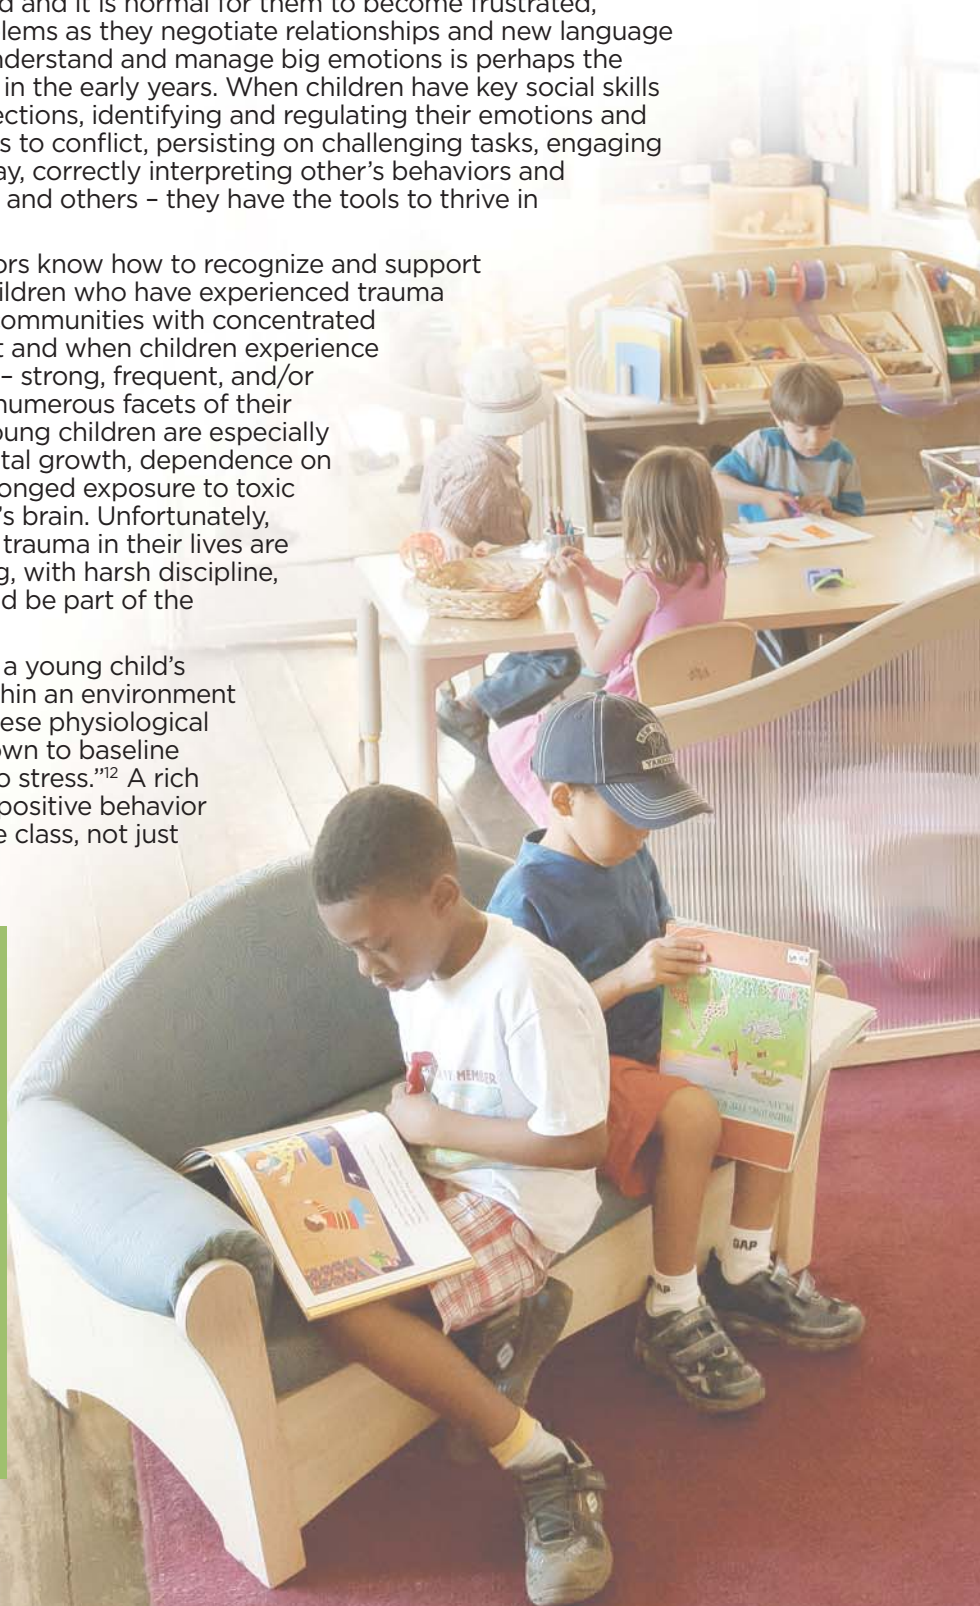 d and it is normal for them to become frustrated,
lems as they negotiate relationships and new language
nderstand and manage big emotions is perhaps the
in the early years. When children have key social skills
ections, identifying and regulating their emotions and
s to conflict, persisting on challenging tasks, engaging
ay, correctly interpreting other’s behaviors and
and others – they have the tools to thrive in
ors know how to recognize and support
ildren who have experienced trauma
ommunities with concentrated
t and when children experience
– strong, frequent, and/or
numerous facets of their
oung children are especially
tal growth, dependence on
onged exposure to toxic
’s brain. Unfortunately,
trauma in their lives are
g, with harsh discipline,
d be part of the
a young child’s
hin an environment
ese physiological
own to baseline
o stress.”12 A rich
positive behavior
e class, not just
NEW YORK
YANKEES
MEMBER
GAP